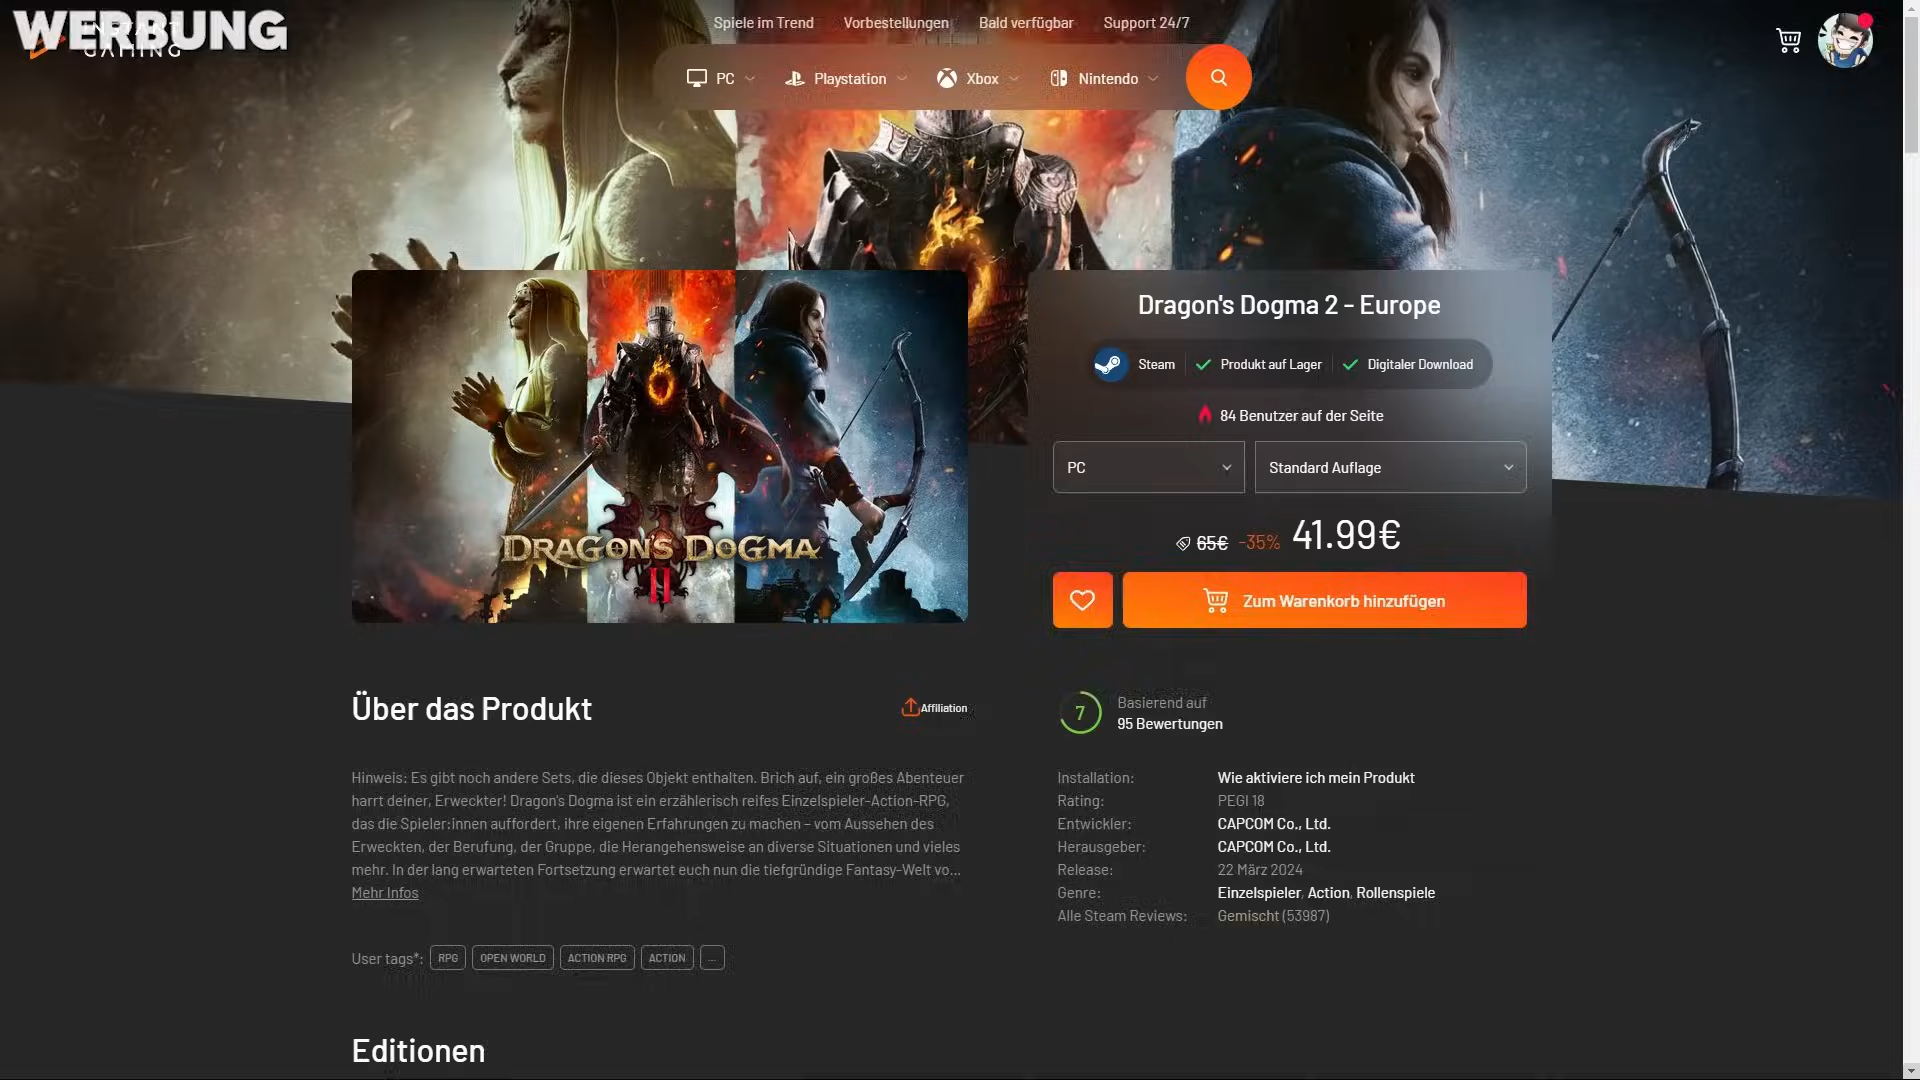 WERBUNG
INSTANT
GAMING
Spiele im Trend
Vorbestellungen
Bald verfügbar
Support 24/7
PC
Playstation
Xbox
Nintendo
DRAGON'S DOGMA
II
Dragon's Dogma 2 - Europe
Steam
Produkt auf Lager
Digitaler Download
84 Benutzer auf der Seite
PC
Standard Auflage
65€ -35% 41.99€
Zum Warenkorb hinzufügen
Über das Produkt
Affiliation
Hinweis: Es gibt noch andere Sets, die dieses Objekt enthalten. Brich auf, ein großes Abenteuer
harrt deiner, Erweckter! Dragon's Dogma ist ein erzählerisch reifes Einzelspieler-Action-RPG,
das die Spieler:innen auffordert, ihre eigenen Erfahrungen zu machen – vom Aussehen des
Erweckten, der Berufung, der Gruppe, die Herangehensweise an diverse Situationen und vieles
mehr. In der lang erwarteten Fortsetzung erwartet euch nun die tiefgründige Fantasy-Welt vo...
Mehr Infos
User tags*:
RPG
OPEN WORLD
ACTION RPG
ACTION
...
7
Basierend auf
95 Bewertungen
Installation: Wie aktiviere ich mein Produkt
Rating: PEGI 18
Entwickler: CAPCOM Co., Ltd.
Herausgeber: CAPCOM Co., Ltd.
Release: 22 März 2024
Genre: Einzelspieler, Action, Rollenspiele
Alle Steam Reviews: Gemischt (53987)
Editionen